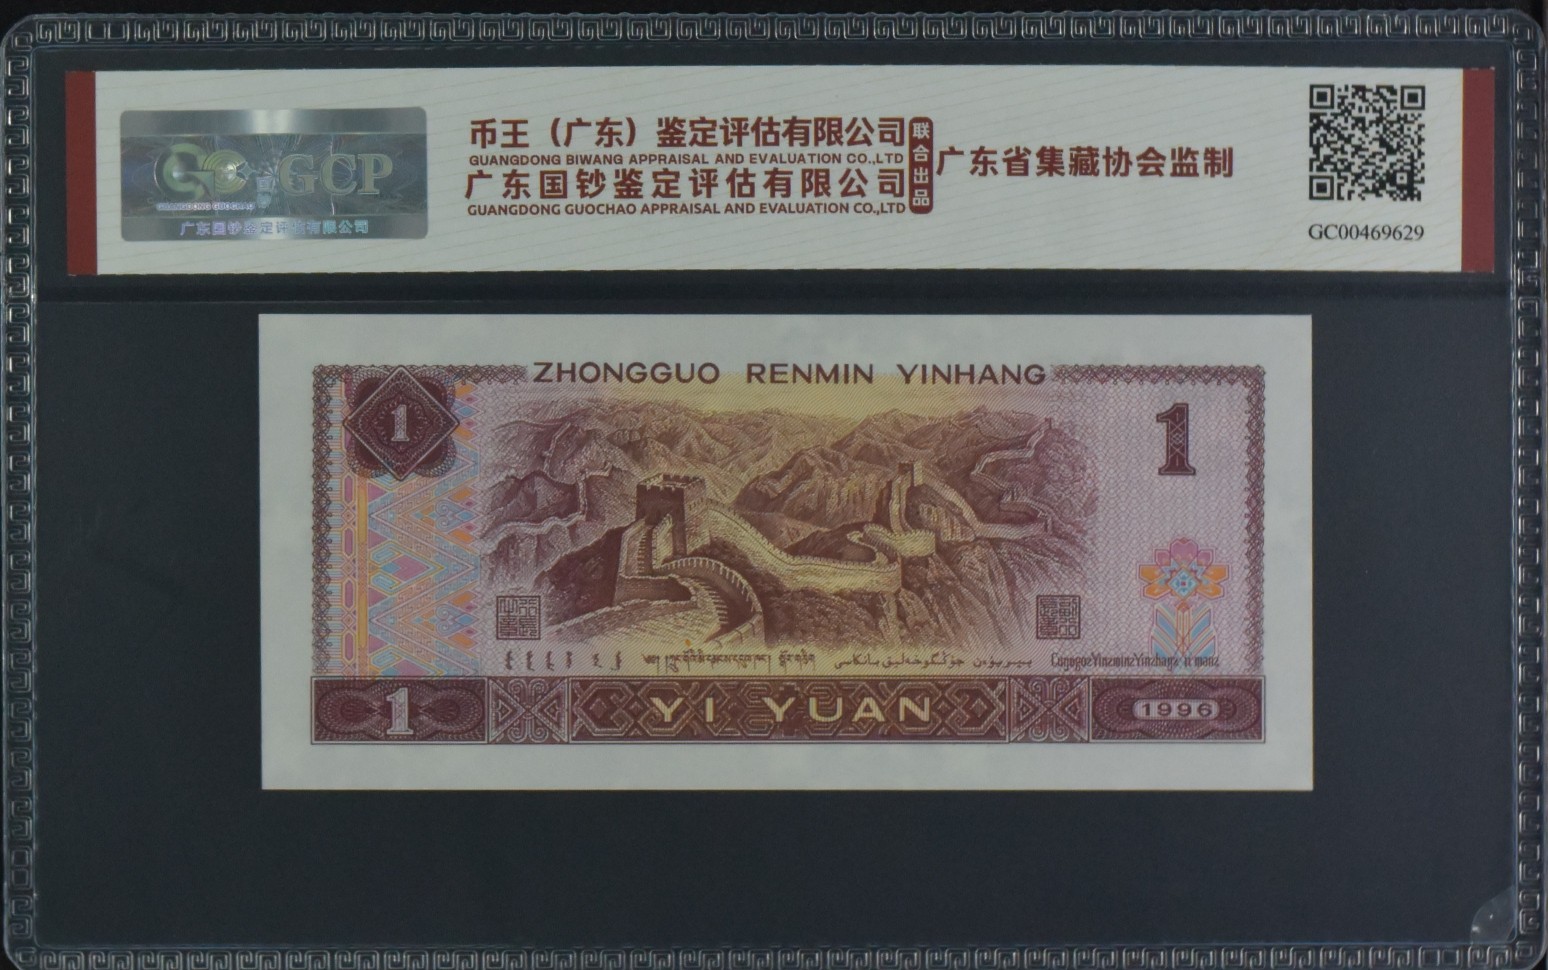 GCP
GUANGDONG GUOCHAO
广东国钞鉴定评估有限公司
币王（广东）鉴定评估有限公司
GUANGDONG BIWANG APPRAISAL AND EVALUATION CO.,LTD
广东国钞鉴定评估有限公司
GUANGDONG GUOCHAO APPRAISAL AND EVALUATION CO.,LTD
联合出品
广东省集藏协会监制
GC00469629
ZHONGGUO RENMIN YINHANG
1
1
1
YI YUAN
1996